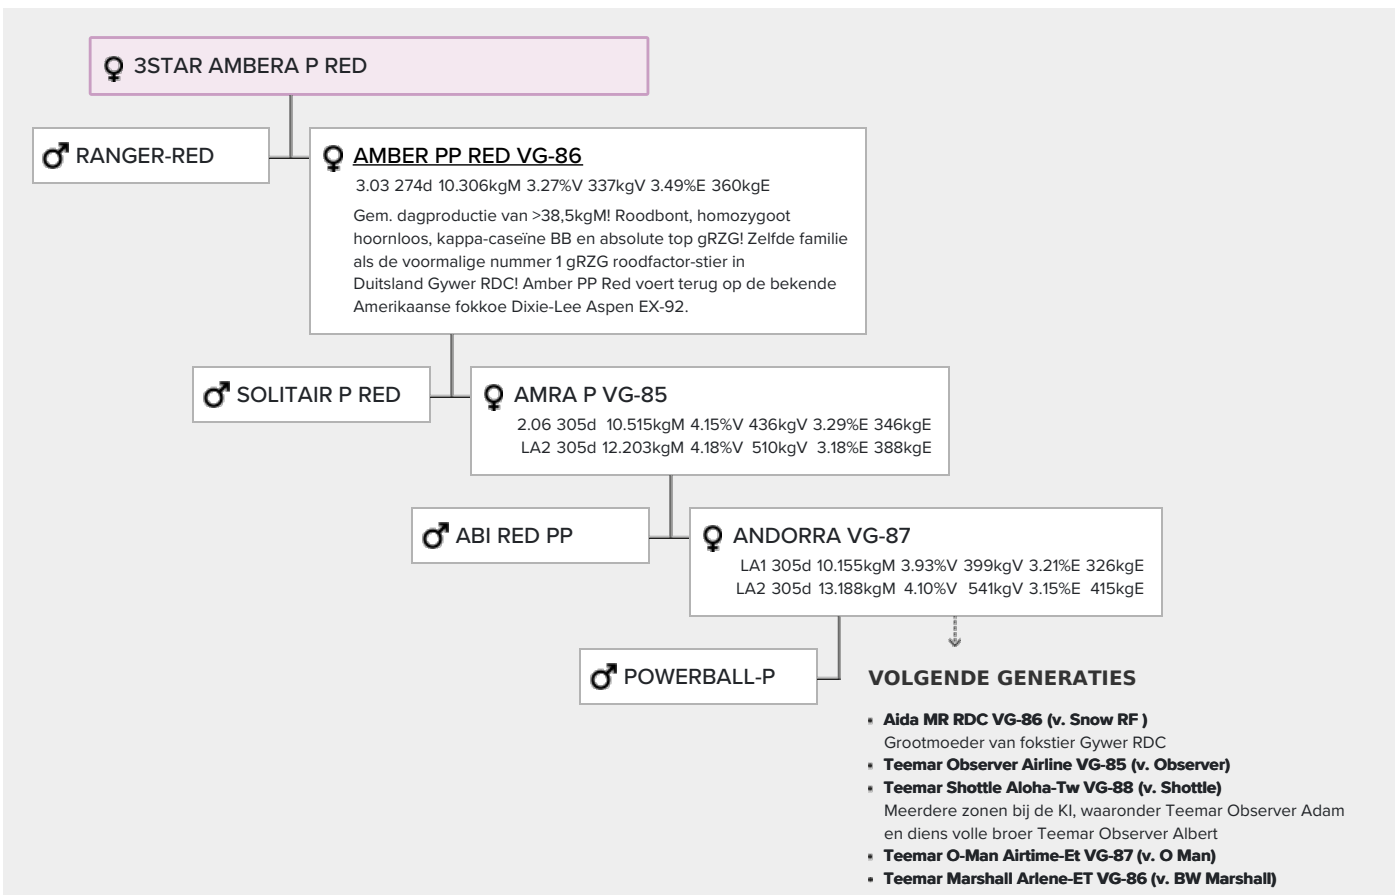 3STAR AMBERA P RED
RANGER-RED
AMBER PP RED VG-86
3.03 274d 10.306kgM 3.27%V 337kgV 3.49%E 360kgE
Gem. dagproductie van >38,5kgM! Roodbont, homozygoot
hoornloos, kappa-caseïne BB en absolute top gRZG! Zelfde familie
als de voormalige nummer 1 gRZG roodfactor-stier in
Duitsland Gywer RDC! Amber PP Red voert terug op de bekende
Amerikaanse fokkoe Dixie-Lee Aspen EX-92.
SOLITAIR P RED
AMRA P VG-85
2.06 305d 10.515kgM 4.15%V 436kgV 3.29%E 346kgE
LA2 305d 12.203kgM 4.18%V 510kgV 3.18%E 388kgE
ABI RED PP
ANDORRA VG-87
LA1 305d 10.155kgM 3.93%V 399kgV 3.21%E 326kgE
LA2 305d 13.188kgM 4.10%V 541kgV 3.15%E 415kgE
POWERBALL-P
VOLGENDE GENERATIES
Aida MR RDC VG-86 (v. Snow RF )
Grootmoeder van fokstier Gywer RDC
Teemar Observer Airline VG-85 (v. Observer)
Teemar Shottle Aloha-Tw VG-88 (v. Shottle)
Meerdere zonen bij de KI, waaronder Teemar Observer Adam
en diens volle broer Teemar Observer Albert
Teemar O-Man Airtime-Et VG-87 (v. O Man)
Teemar Marshall Arlene-ET VG-86 (v. BW Marshall)